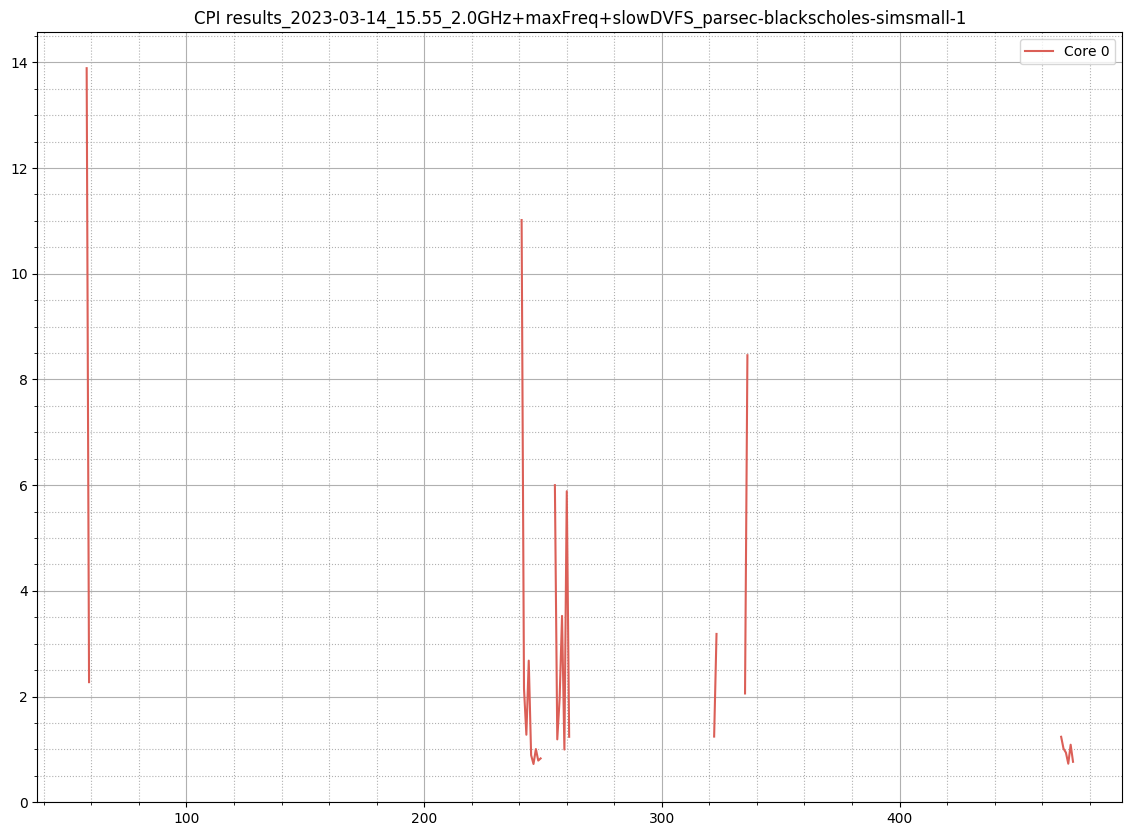 CPI results_2023-03-14_15.55_2.0GHz+maxFreq+slowDVFS_parsec-blackscholes-simsmall-1
Core 0
14
12
10
8
6
4
2
0
100 200 300 400